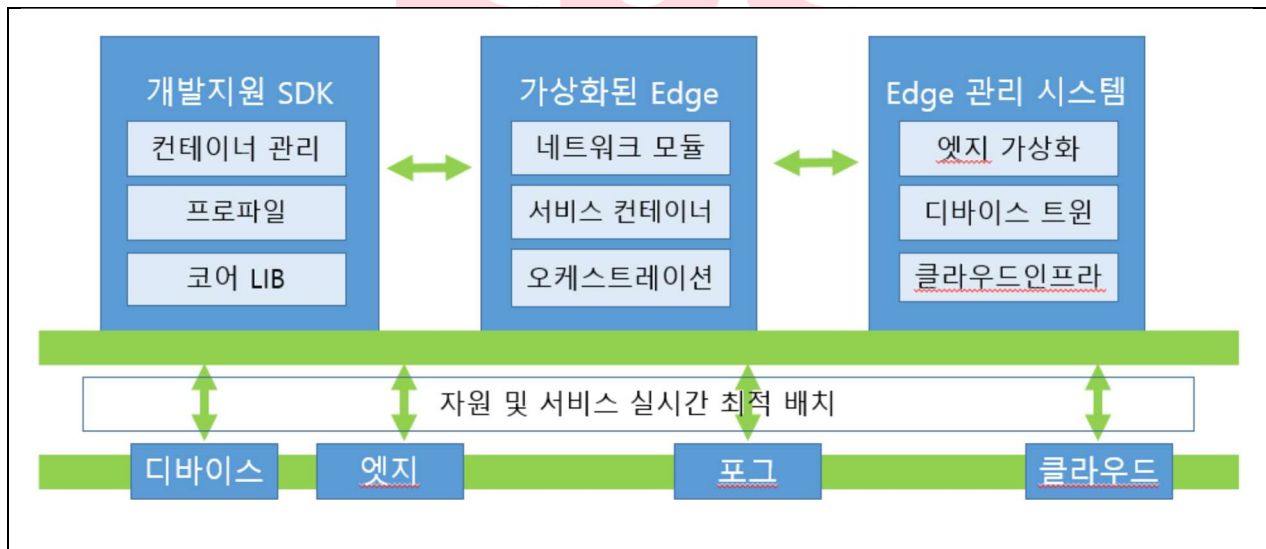 개발지원 SDK
컨테이너 관리
프로파일
코어 LIB
가상화된 Edge
네트워크 모듈
서비스 컨테이너
오케스트레이션
Edge 관리 시스템
엣지 가상화
디바이스 트윈
클라우드인프라
자원 및 서비스 실시간 최적 배치
디바이스
엣지
포그
클라우드